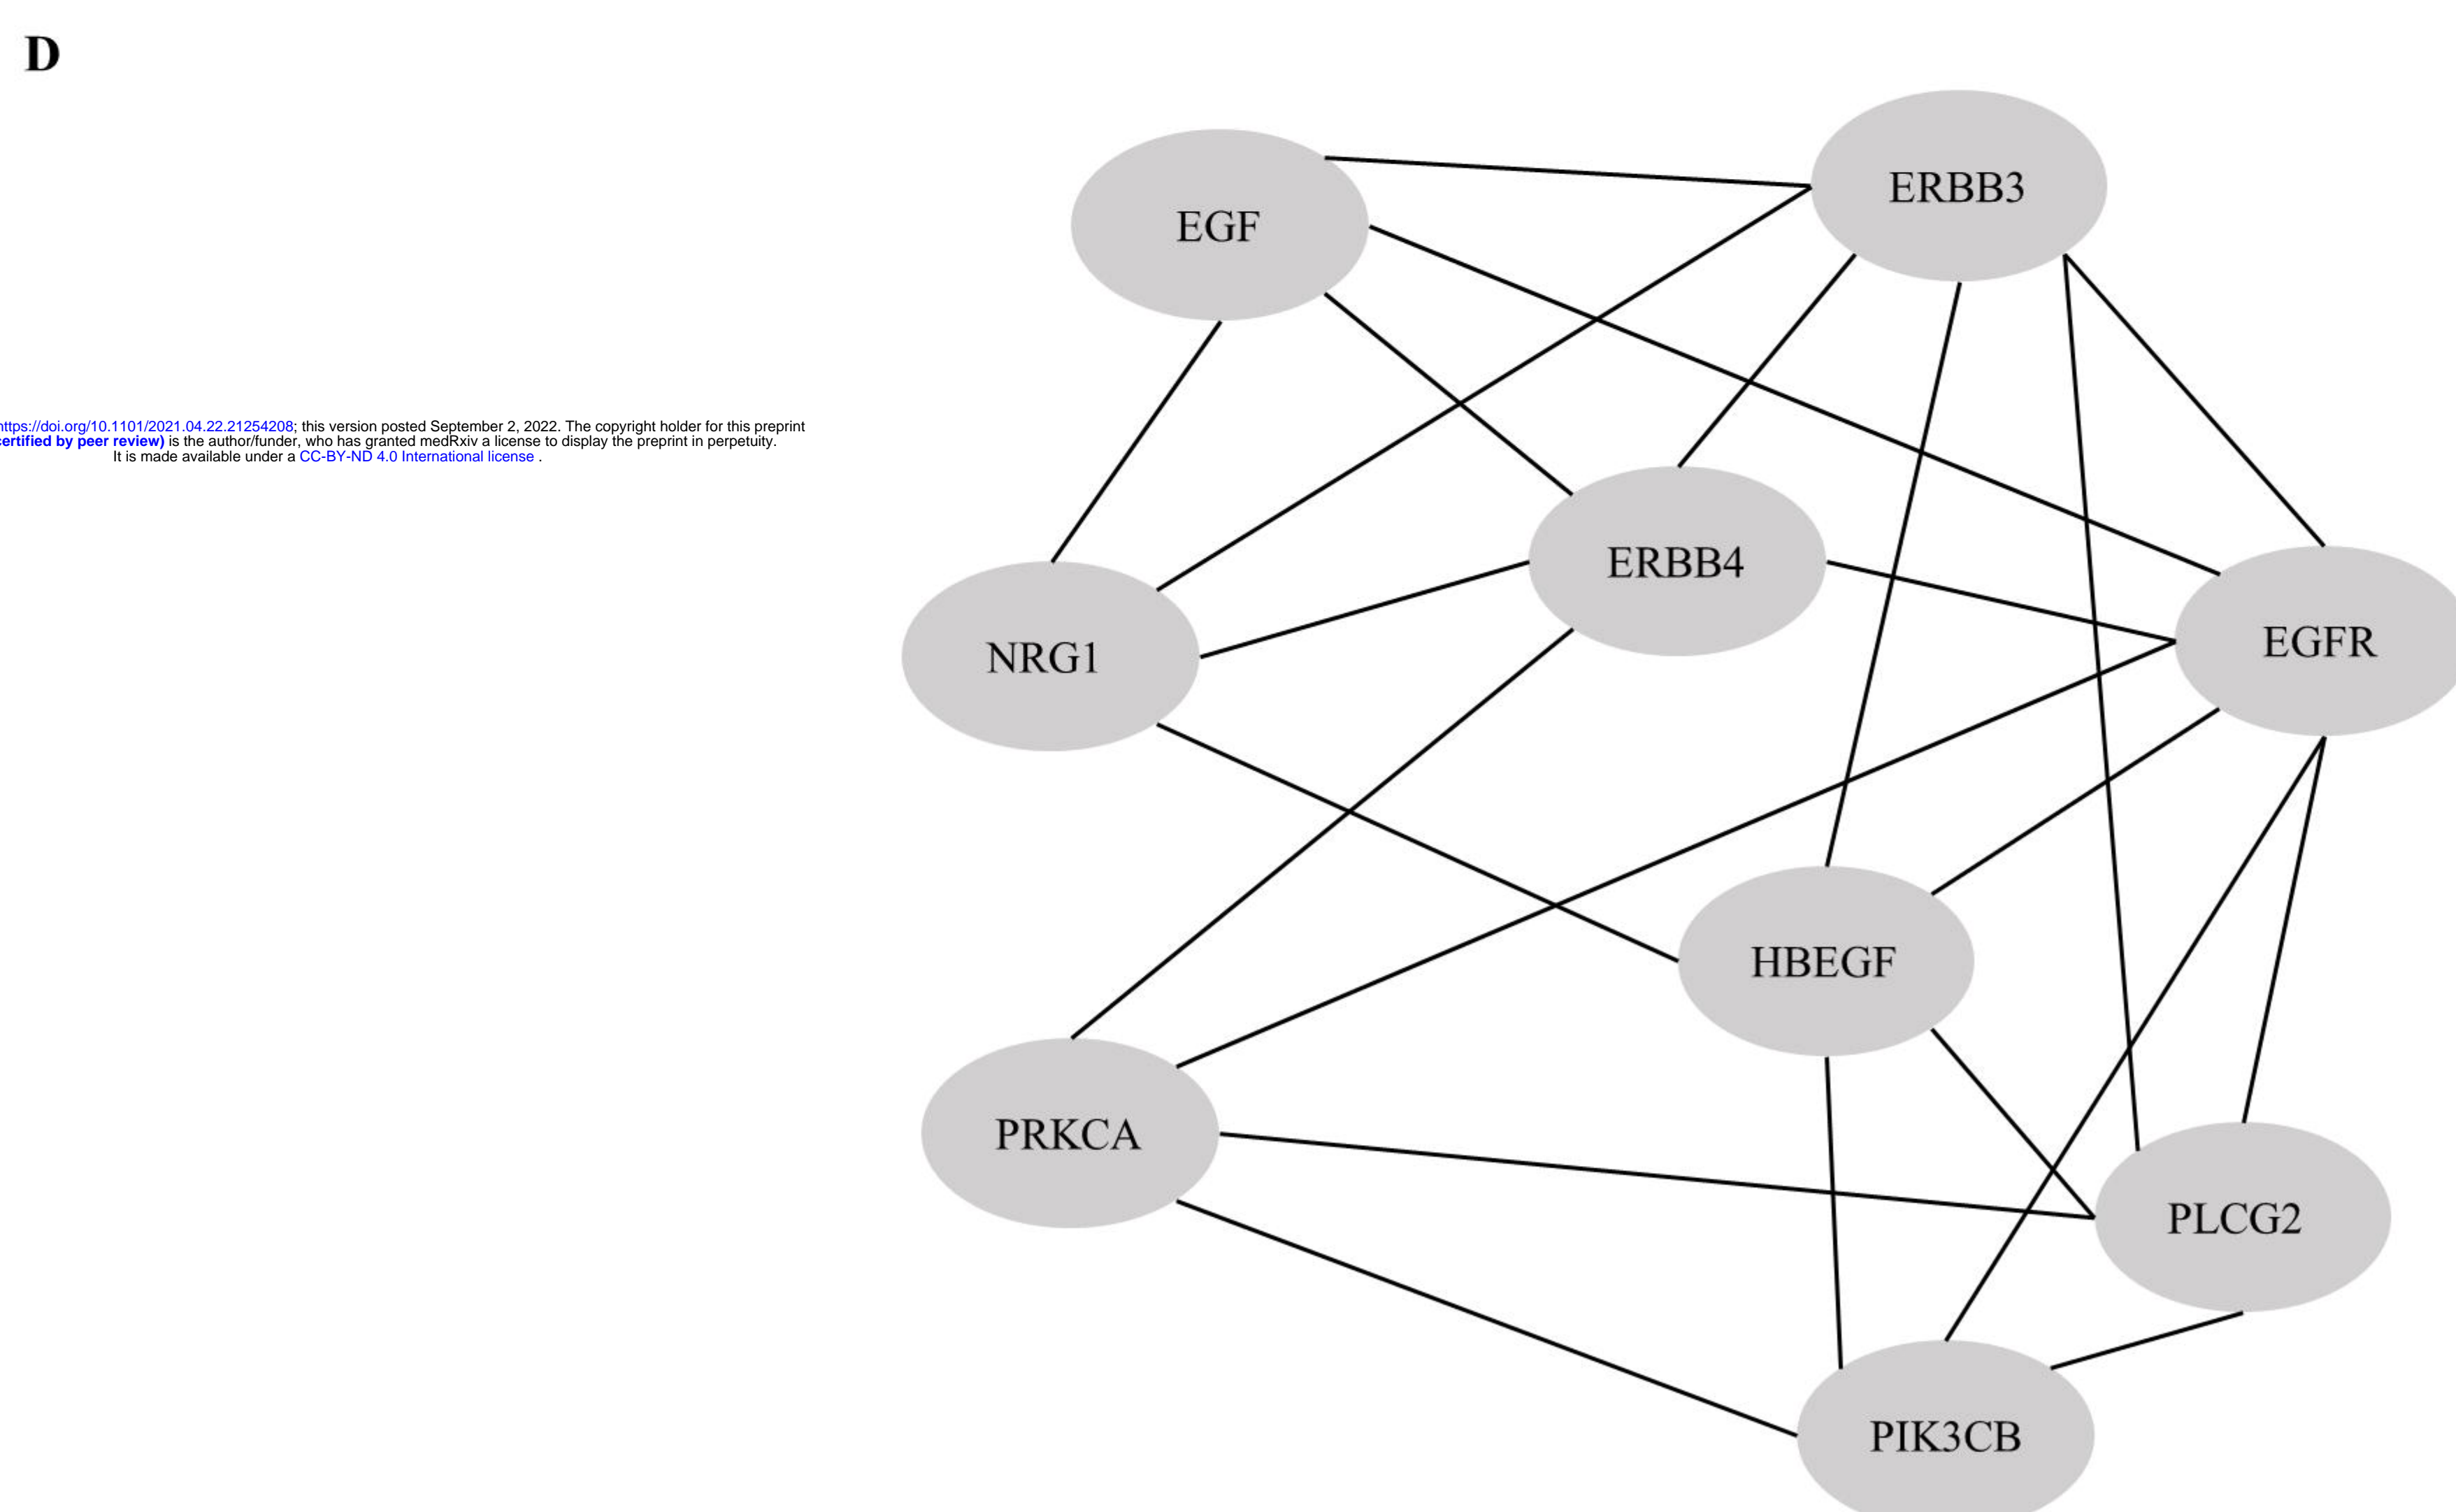 D
ERBB3
EGF
https://doi.org/10.1101/2021.04.22.21254208; this version posted September 2, 2022. The copyright holder for this preprint
certified by peer review) is the author/funder, who has granted medRxiv a license to display the preprint in perpetuity.
It is made available under a CC-BY-ND 4.0 International license .
ERBB4
EGFR
NRG1
HBEGF
PRKCA
PLCG2
PIK3CB